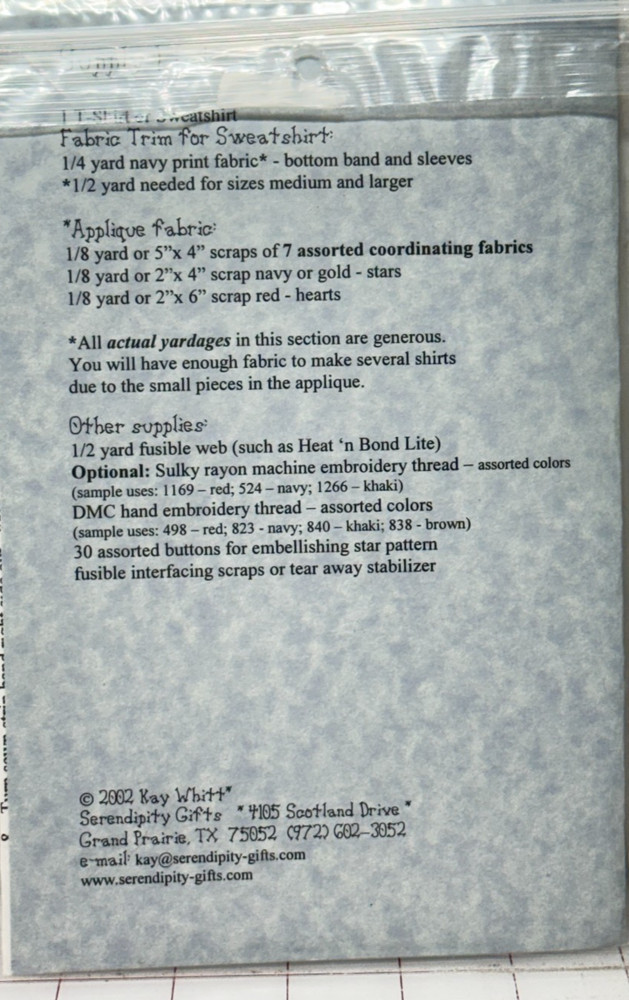 Sweatshirt
Fabric Trim for Sweatshirt:
1/4 yard navy print fabric* - bottom band and sleeves
*1/2 yard needed for sizes medium and larger
*Applique Fabric:
1/8 yard or 5”x 4” scraps of 7 assorted coordinating fabrics
1/8 yard or 2”x 4” scrap navy or gold - stars
1/8 yard or 2”x 6” scrap red - hearts
*All actual yardages in this section are generous.
You will have enough fabric to make several shirts
due to the small pieces in the applique.
Other supplies:
1/2 yard fusible web (such as Heat ‘n Bond Lite)
Optional: Sulky rayon machine embroidery thread – assorted colors
(sample uses: 1169 – red; 524 – navy; 1266 – khaki)
DMC hand embroidery thread – assorted colors
(sample uses: 498 – red; 823 - navy; 840 – khaki; 838 - brown)
30 assorted buttons for embellishing star pattern
fusible interfacing scraps or tear away stabilizer
© 2002 Kay Whitt*
Serendipity Gifts * 4105 Scotland Drive *
Grand Prairie, TX 75052 (972) 602-3052
e-mail: kay@serendipity-gifts.com
www.serendipity-gifts.com